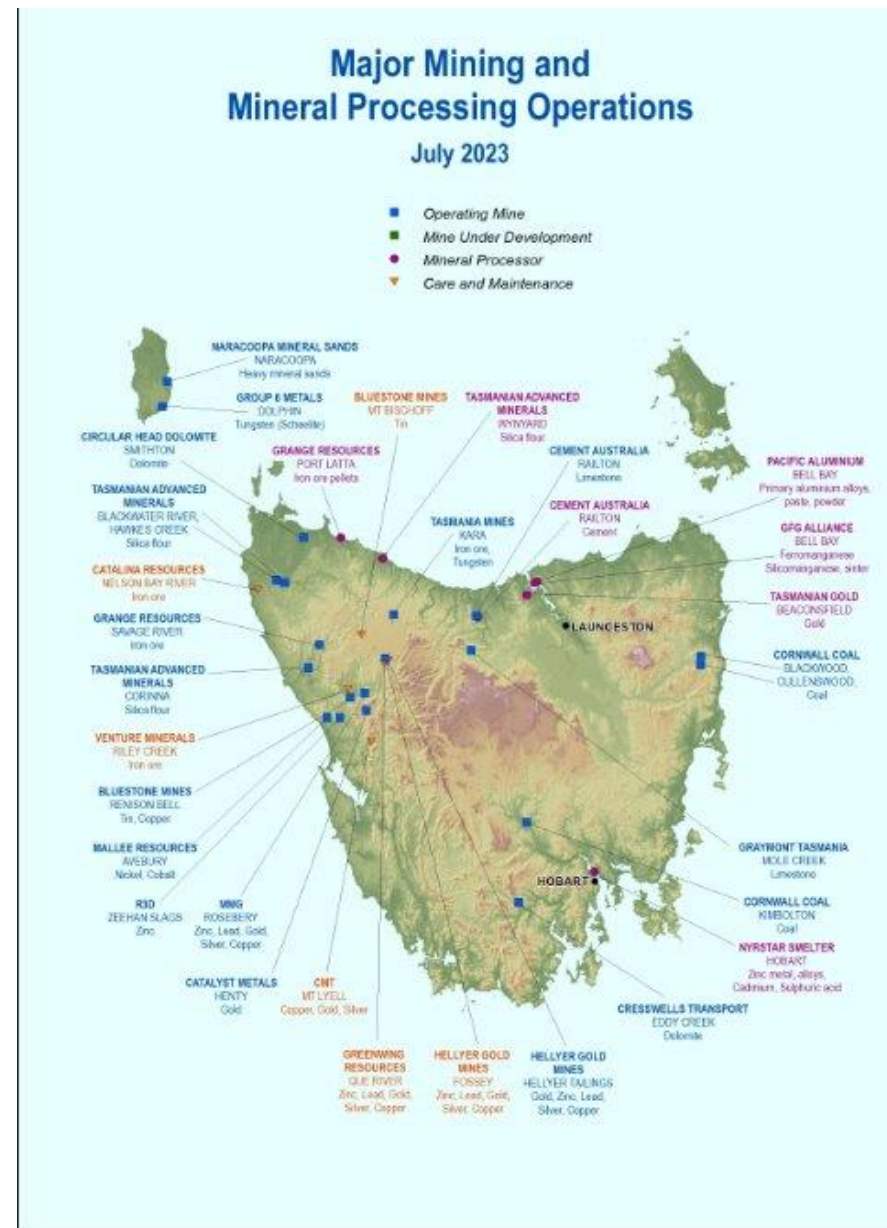 Major Mining and
Mineral Processing Operations
July 2023
Operating Mine
Mine Under Development
Mineral Processor
Care and Maintenance
NARACOOPA MINERAL SANDS
NARACOOPA
Heavy mineral sands
GROUP 6 METALS
DOLPHIN
Tungsten (Scheelite)
BLUESTONE MINES
MT BISCHOFF
Tin
TASMANIAN ADVANCED
MINERALS
WYNYARD
Silica flour
CIRCULAR HEAD DOLOMITE
SMITHTON
Dolomite
GRANGE RESOURCES
PORT LATTA
Iron ore pellets
CEMENT AUSTRALIA
RAILTON
Limestone
PACIFIC ALUMINIUM
BELL BAY
Primary aluminium alloys,
paste, powder
TASMANIAN ADVANCED
MINERALS
BLACKWATER RIVER,
HAWKES CREEK
Silica flour
TASMANIA MINES
KARA
Iron ore,
Tungsten
CEMENT AUSTRALIA
RAILTON
Cement
GFG ALLIANCE
BELL BAY
Ferromanganese
Silicomanganese, sinter
CATALINA RESOURCES
NELSON BAY RIVER
Iron ore
TASMANIAN GOLD
BEACONSFIELD
Gold
GRANGE RESOURCES
SAVAGE RIVER
Iron ore
LAUNCESTON
CORNWALL COAL
BLACKWOOD,
CULLENSWOOD,
Coal
TASMANIAN ADVANCED
MINERALS
CORINNA
Silica flour
VENTURE MINERALS
RILEY CREEK
Iron ore
BLUESTONE MINES
RENISON BELL
Tin, Copper
MALLEE RESOURCES
AVEBURY
Nickel, Cobalt
GRAYMONT TASMANIA
MOLE CREEK
Limestone
HOBART
R3D
ZEEHAN SLAGS
Zinc
MMG
ROSEBERY
Zinc, Lead, Gold,
Silver, Copper
CORNWALL COAL
KIMBOLTON
Coal
NYRSTAR SMELTER
HOBART
Zinc metal, alloys,
Cadmium, Sulphuric acid
CATALYST METALS
HENTY
Gold
CMT
MT LYELL
Copper, Gold, Silver
CRESSWELLS TRANSPORT
EDDY CREEK
Dolomite
GREENWING
RESOURCES
QUE RIVER
Zinc, Lead, Gold,
Silver, Copper
HELLYER GOLD
MINES
FOSSEY
Zinc, Lead, Gold,
Silver, Copper
HELLYER GOLD
MINES
HELLYER TAILINGS
Gold, Zinc, Lead,
Silver, Copper